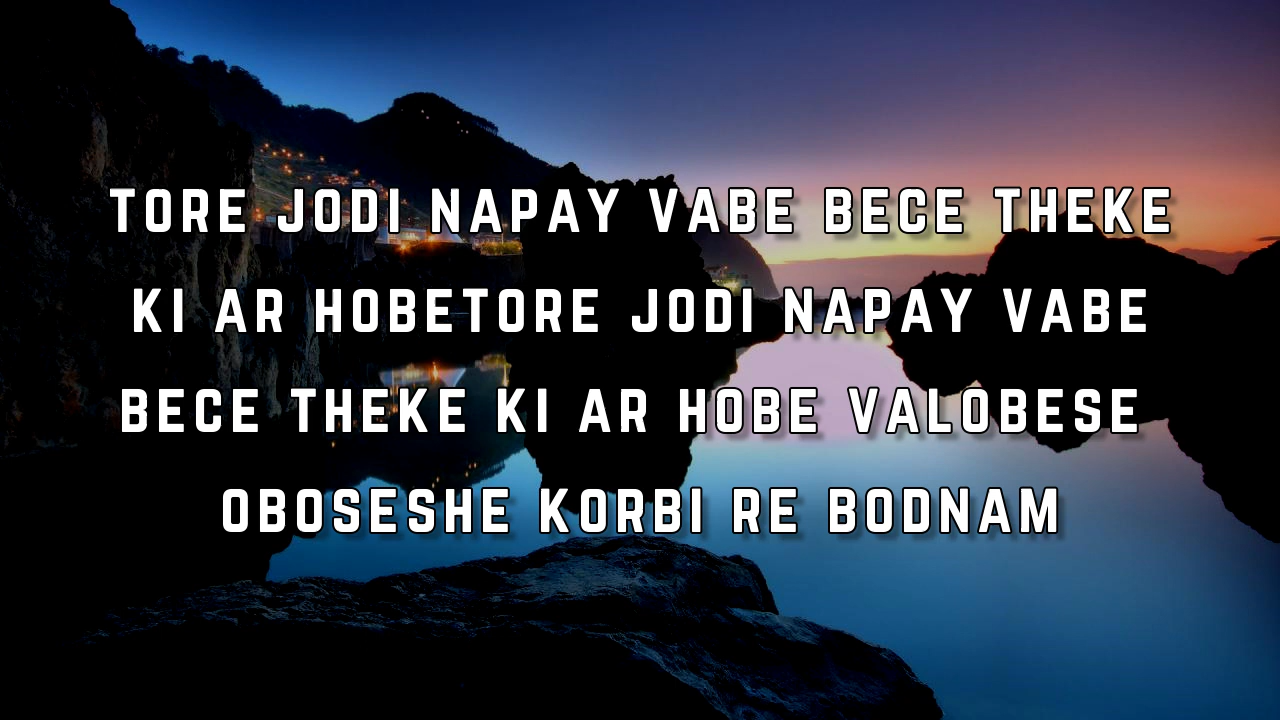 TORE JODI NAPAY VABE BECE THEKE
KI AR HOBETORE JODI NAPAY VABE
BECE THEKE KI AR HOBE VALOBESE
OBOSESHE KORBI RE BODNAM